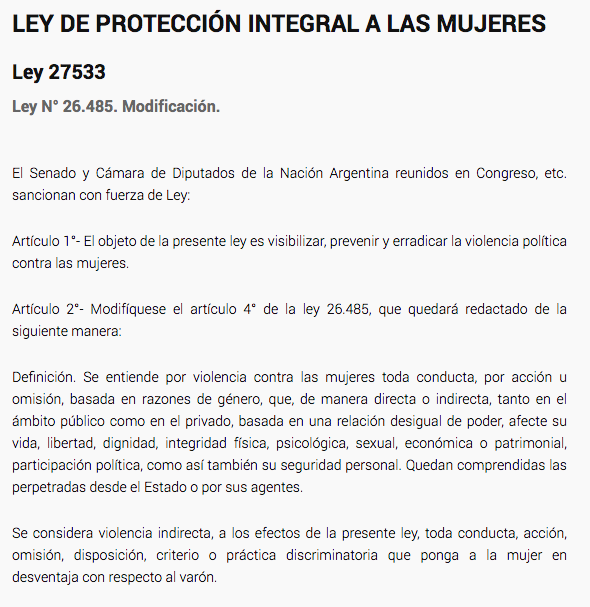 LEY DE PROTECCIÓN INTEGRAL A LAS MUJERES
Ley 27533
Ley N° 26.485. Modificación.
El Senado y Cámara de Diputados de la Nación Argentina reunidos en Congreso, etc.
sancionan con fuerza de Ley:
Artículo 1°- El objeto de la presente ley es visibilizar, prevenir y erradicar la violencia política
contra las mujeres.
Artículo 2°- Modifíquese el artículo 4° de la ley 26.485, que quedará redactado de la
siguiente manera:
Definición. Se entiende por violencia contra las mujeres toda conducta, por acción u
omisión, basada en razones de género, que, de manera directa o indirecta, tanto en el
ámbito público como en el privado, basada en una relación desigual de poder, afecte su
vida, libertad, dignidad, integridad física, psicológica, sexual, económica o patrimonial,
participación política, como así también su seguridad personal. Quedan comprendidas las
perpetradas desde el Estado o por sus agentes.
Se considera violencia indirecta, a los efectos de la presente ley, toda conducta, acción,
omisión, disposición, criterio o práctica discriminatoria que ponga a la mujer en
desventaja con respecto al varón.